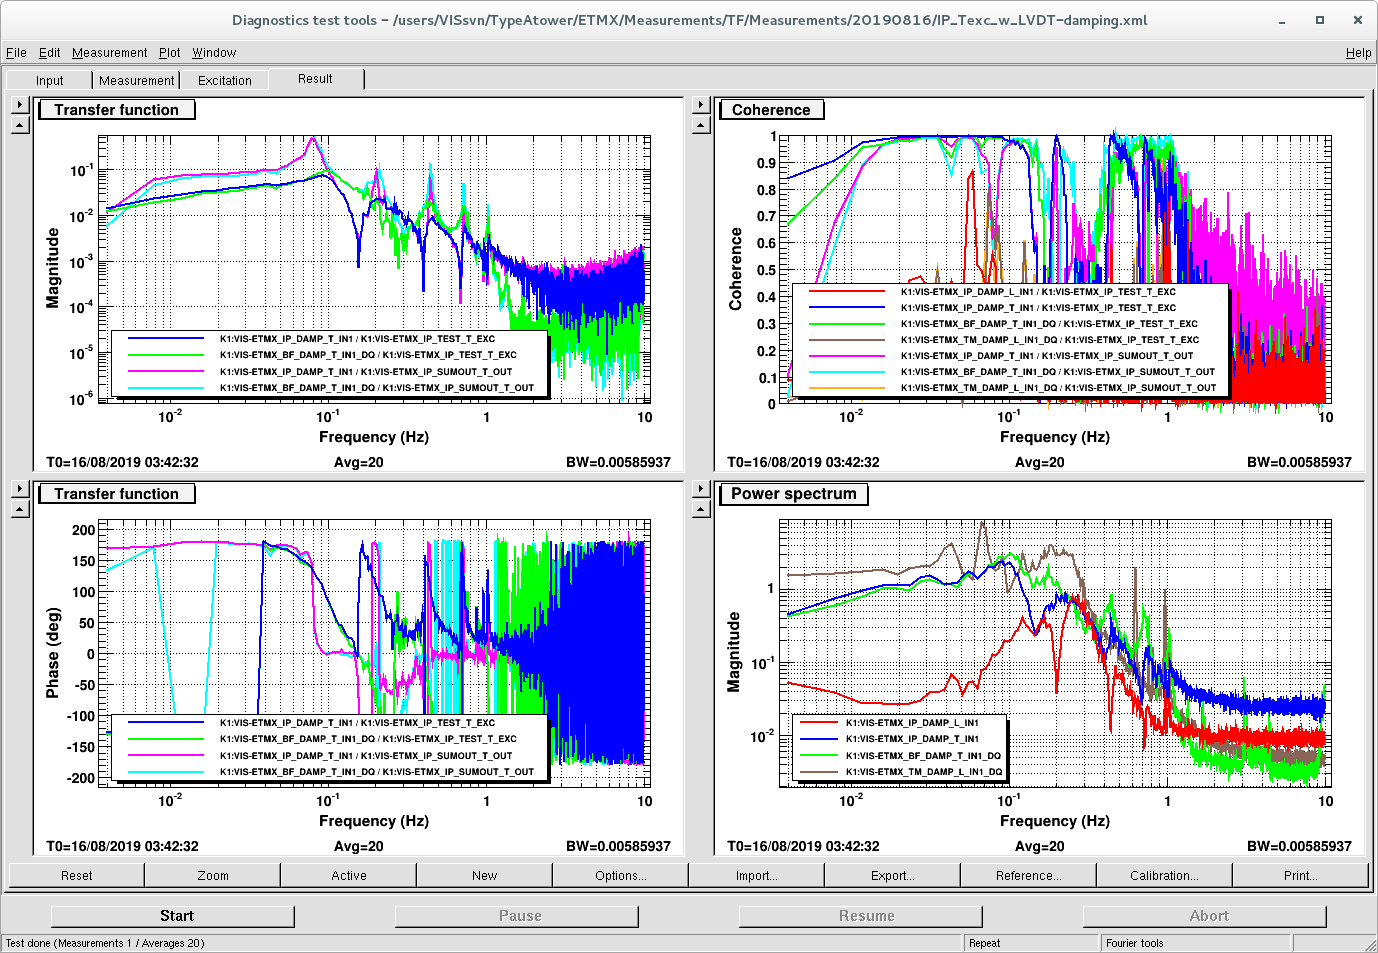 Diagnostics test tools – /users/VISsvn/TypeAtower/ETMX/Measurements/TF/Measurements/20190816/IP_Texc_w_LVDT-damping.xml
File Edit Measurement Plot Window Help
Input Measurement Excitation Result
Transfer function
Magnitude
10-1
10-2
10-3
10-4
10-5
10-6
K1:VIS-ETMX_IP_DAMP_T_IN1 / K1:VIS-ETMX_IP_TEST_T_EXC
K1:VIS-ETMX_BF_DAMP_T_IN1_DQ / K1:VIS-ETMX_IP_TEST_T_EXC
K1:VIS-ETMX_IP_DAMP_T_IN1 / K1:VIS-ETMX_IP_SUMOUT_T_OUT
K1:VIS-ETMX_BF_DAMP_T_IN1_DQ / K1:VIS-ETMX_IP_SUMOUT_T_OUT
10-2 10-1 1 10
Frequency (Hz)
T0=16/08/2019 03:42:32 Avg=20 BW=0.00585937
Coherence
Coherence
1
0.9
0.8
0.7
0.6
0.5
0.4
0.3
0.2
0.1
0
K1:VIS-ETMX_IP_DAMP_L_IN1 / K1:VIS-ETMX_IP_TEST_T_EXC
K1:VIS-ETMX_IP_DAMP_T_IN1 / K1:VIS-ETMX_IP_TEST_T_EXC
K1:VIS-ETMX_BF_DAMP_T_IN1_DQ / K1:VIS-ETMX_IP_TEST_T_EXC
K1:VIS-ETMX_TM_DAMP_L_IN1_DQ / K1:VIS-ETMX_IP_TEST_T_EXC
K1:VIS-ETMX_IP_DAMP_T_IN1 / K1:VIS-ETMX_IP_SUMOUT_T_OUT
K1:VIS-ETMX_BF_DAMP_T_IN1_DQ / K1:VIS-ETMX_IP_SUMOUT_T_OUT
K1:VIS-ETMX_TM_DAMP_L_IN1_DQ / K1:VIS-ETMX_IP_SUMOUT_T_OUT
10-2 10-1 1 10
Frequency (Hz)
T0=16/08/2019 03:42:32 Avg=20 BW=0.00585937
Transfer function
Phase (deg)
200
150
100
50
0
-50
-100
-150
-200
K1:VIS-ETMX_IP_DAMP_T_IN1 / K1:VIS-ETMX_IP_TEST_T_EXC
K1:VIS-ETMX_BF_DAMP_T_IN1_DQ / K1:VIS-ETMX_IP_TEST_T_EXC
K1:VIS-ETMX_IP_DAMP_T_IN1 / K1:VIS-ETMX_IP_SUMOUT_T_OUT
K1:VIS-ETMX_BF_DAMP_T_IN1_DQ / K1:VIS-ETMX_IP_SUMOUT_T_OUT
10-2 10-1 1 10
Frequency (Hz)
T0=16/08/2019 03:42:32 Avg=20 BW=0.00585937
Power spectrum
Magnitude
1
10-1
10-2
K1:VIS-ETMX_IP_DAMP_L_IN1
K1:VIS-ETMX_IP_DAMP_T_IN1
K1:VIS-ETMX_BF_DAMP_T_IN1_DQ
K1:VIS-ETMX_TM_DAMP_L_IN1_DQ
10-2 10-1 1 10
Frequency (Hz)
T0=16/08/2019 03:42:32 Avg=20 BW=0.00585937
Reset Zoom Active New Options... Import... Export... Reference... Calibration... Print...
Start Pause Resume Abort
Test done (Measurements 1 / Averages 20) Repeat Fourier tools